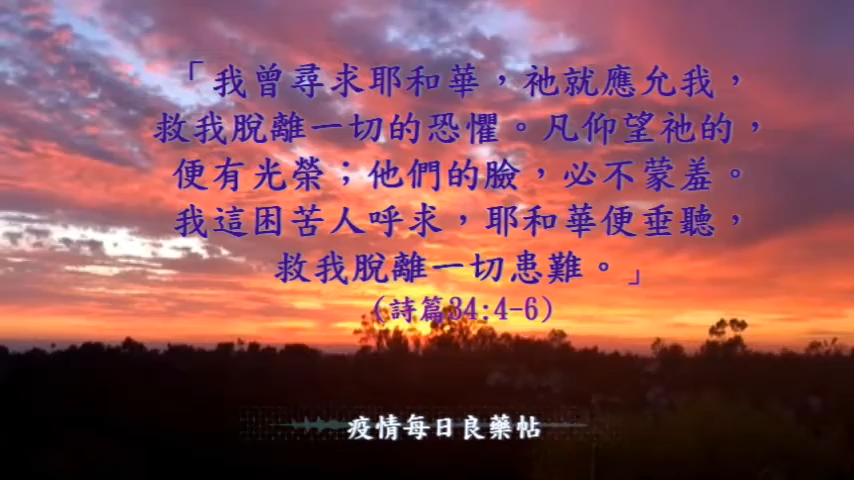 「我曾尋求耶和華，祂就應允我，
救我脫離一切的恐懼。凡仰望祂的，
便有光榮；他們的臉，必不蒙羞。
我這困苦人呼求，耶和華便垂聽，
救我脫離一切患難。」
(詩篇34:4-6)
疫情每日良藥帖